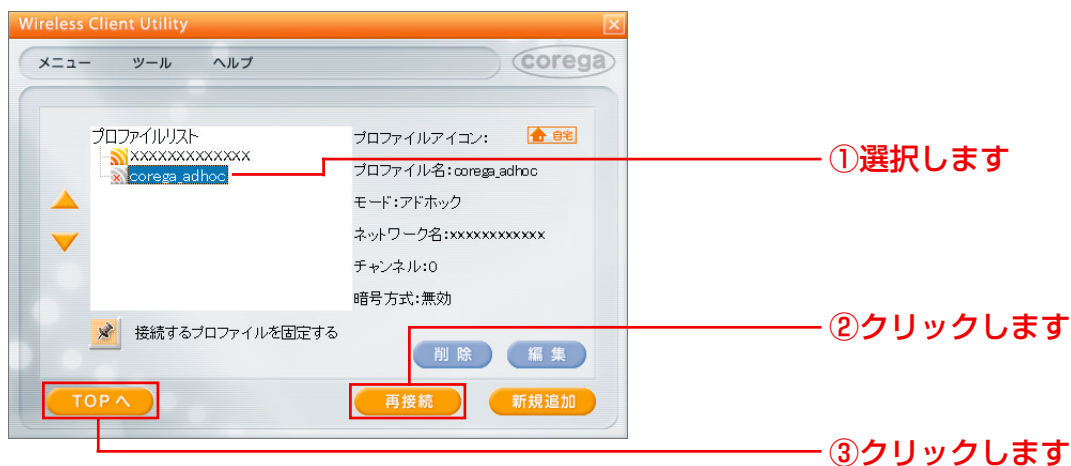 Wireless Client Utility
メニュー ツール ヘルプ
corega
プロファイルリスト
xxxxxxxxxxxxx
corega_adhoc
プロファイルアイコン: 自宅
プロファイル名:corega_adhoc
モード:アドホック
ネットワーク名:xxxxxxxxxxxx
チャンネル:0
暗号方式:無効
接続するプロファイルを固定する
削除 編集
TOPへ 再接続 新規追加
①選択します
②クリックします
③クリックします